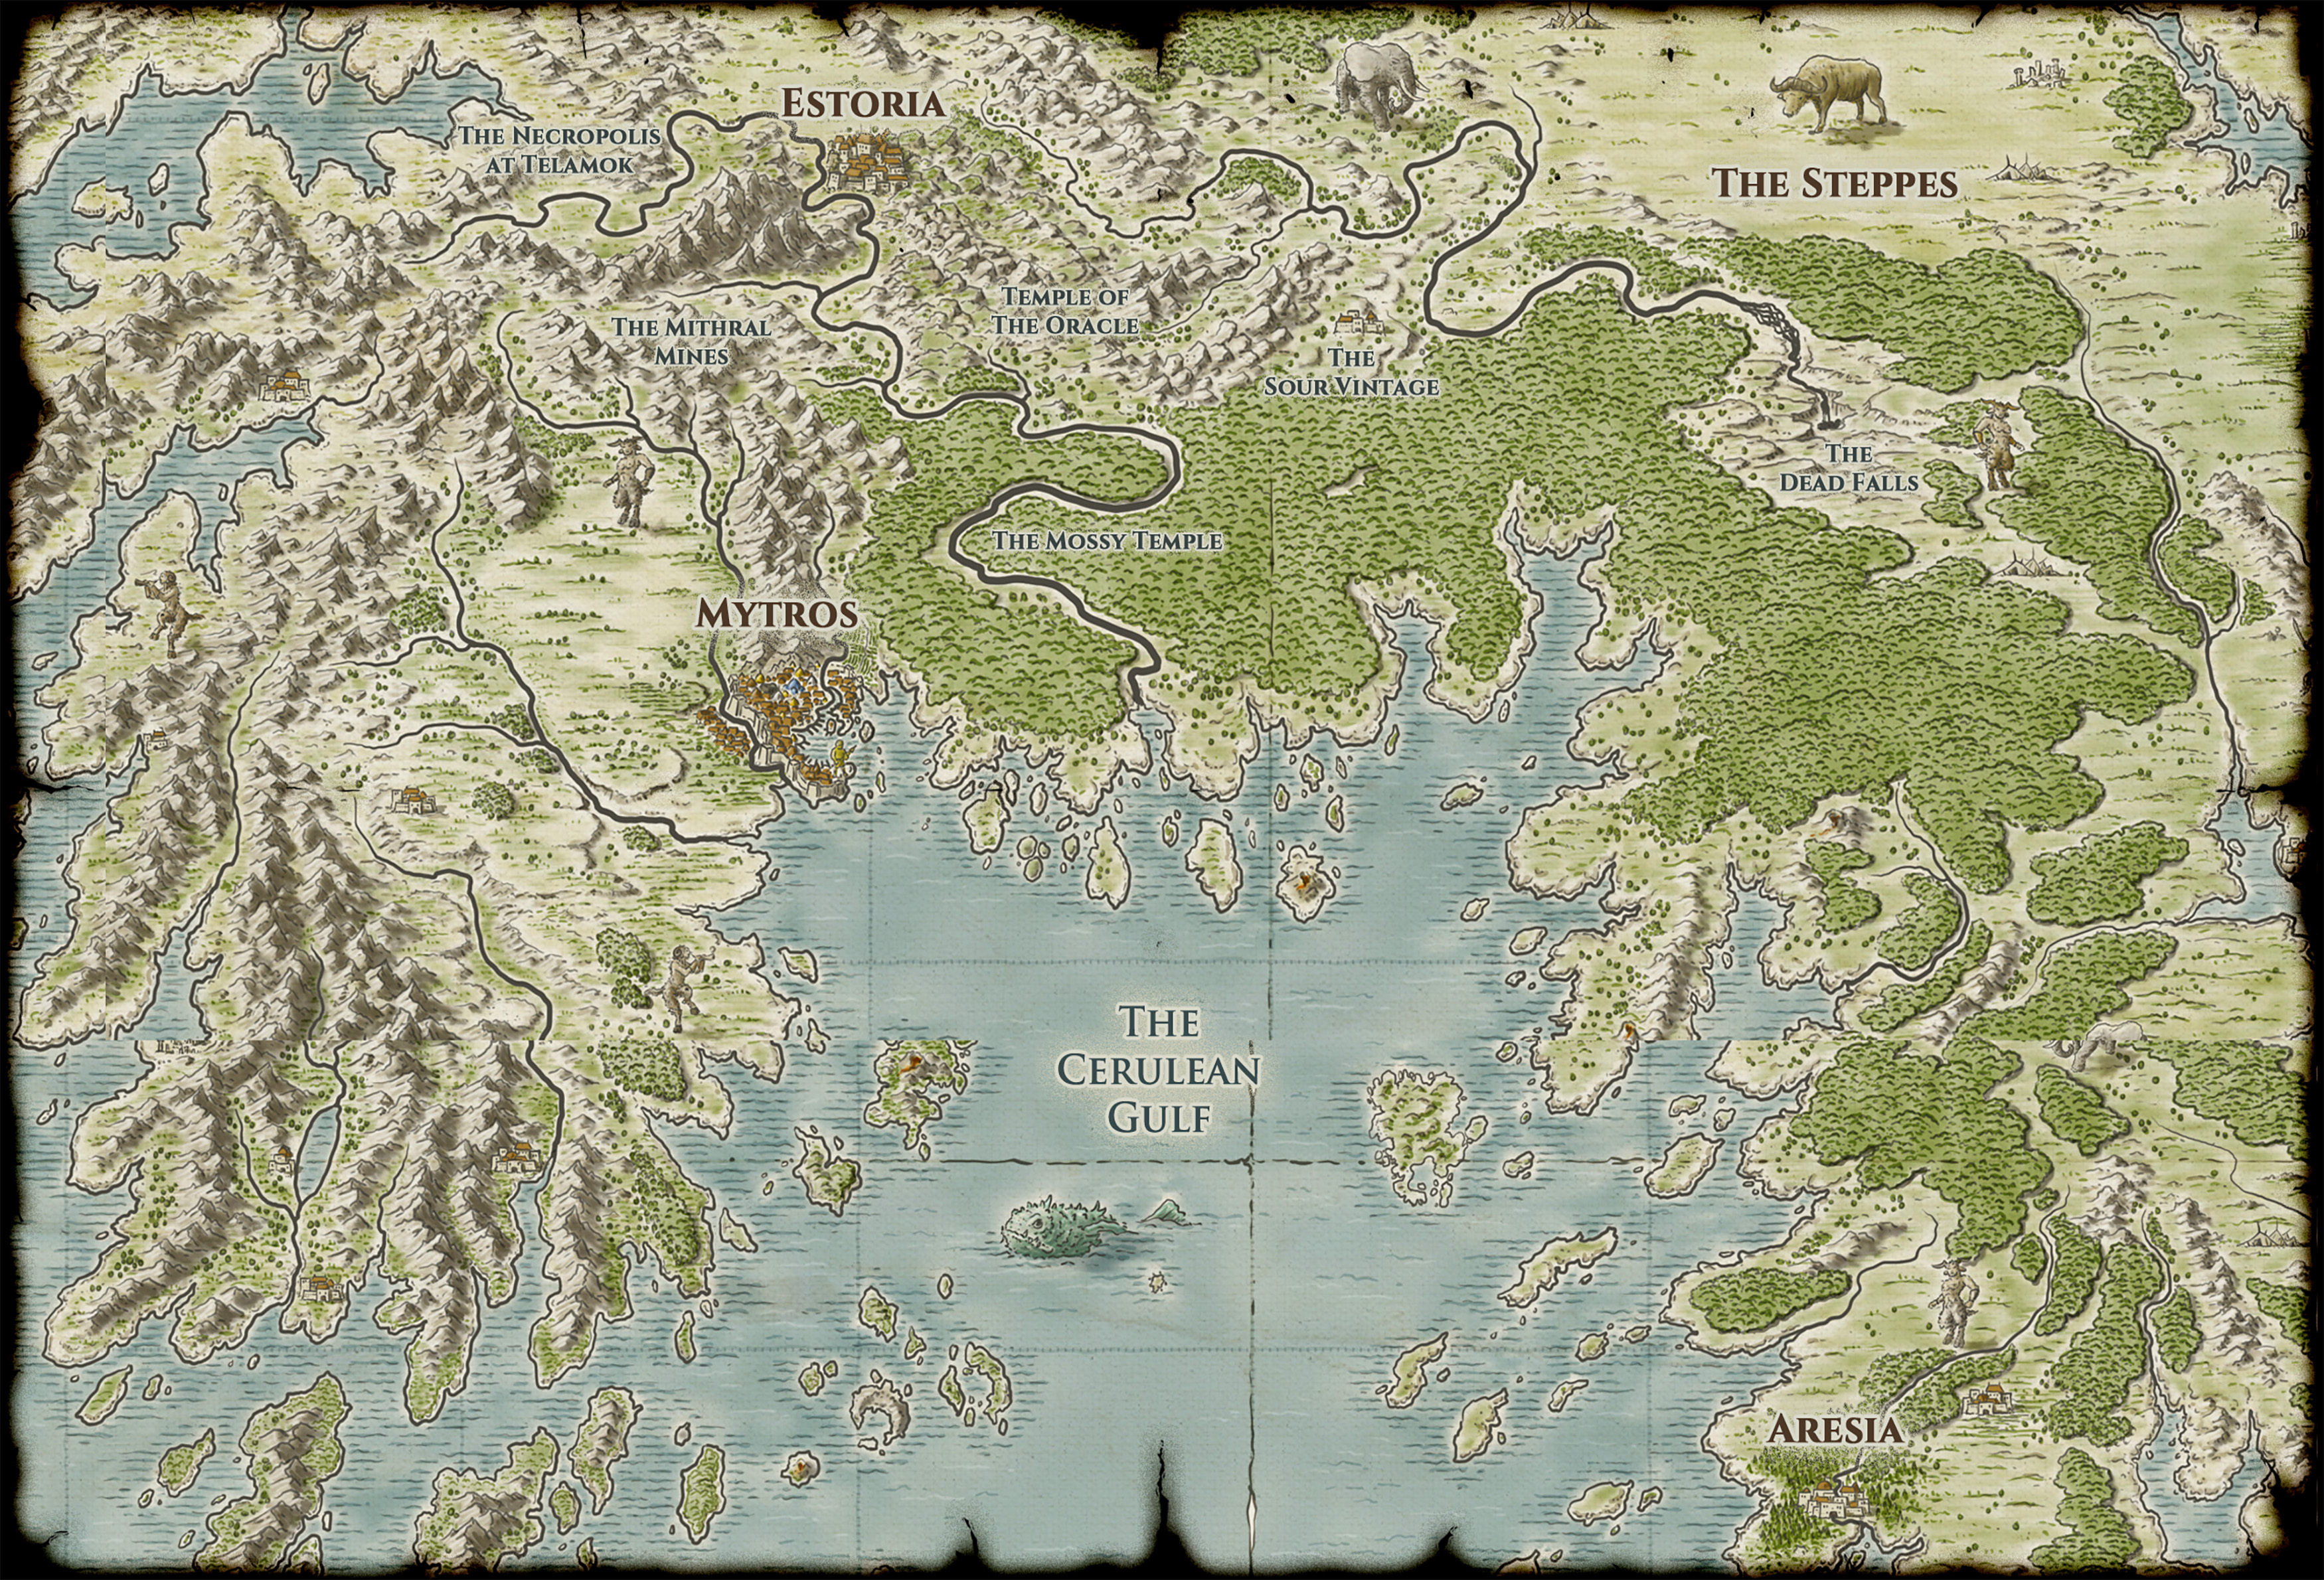 ESTORIA
THE NECROPOLIS
AT TELAMOK
THE STEPPES
TEMPLE OF
THE ORACLE
THE MITHRAL
MINES
THE
SOUR VINTAGE
THE
DEAD FALLS
THE MOSSY TEMPLE
MYTROS
THE
CERULEAN
GULF
ARESIA